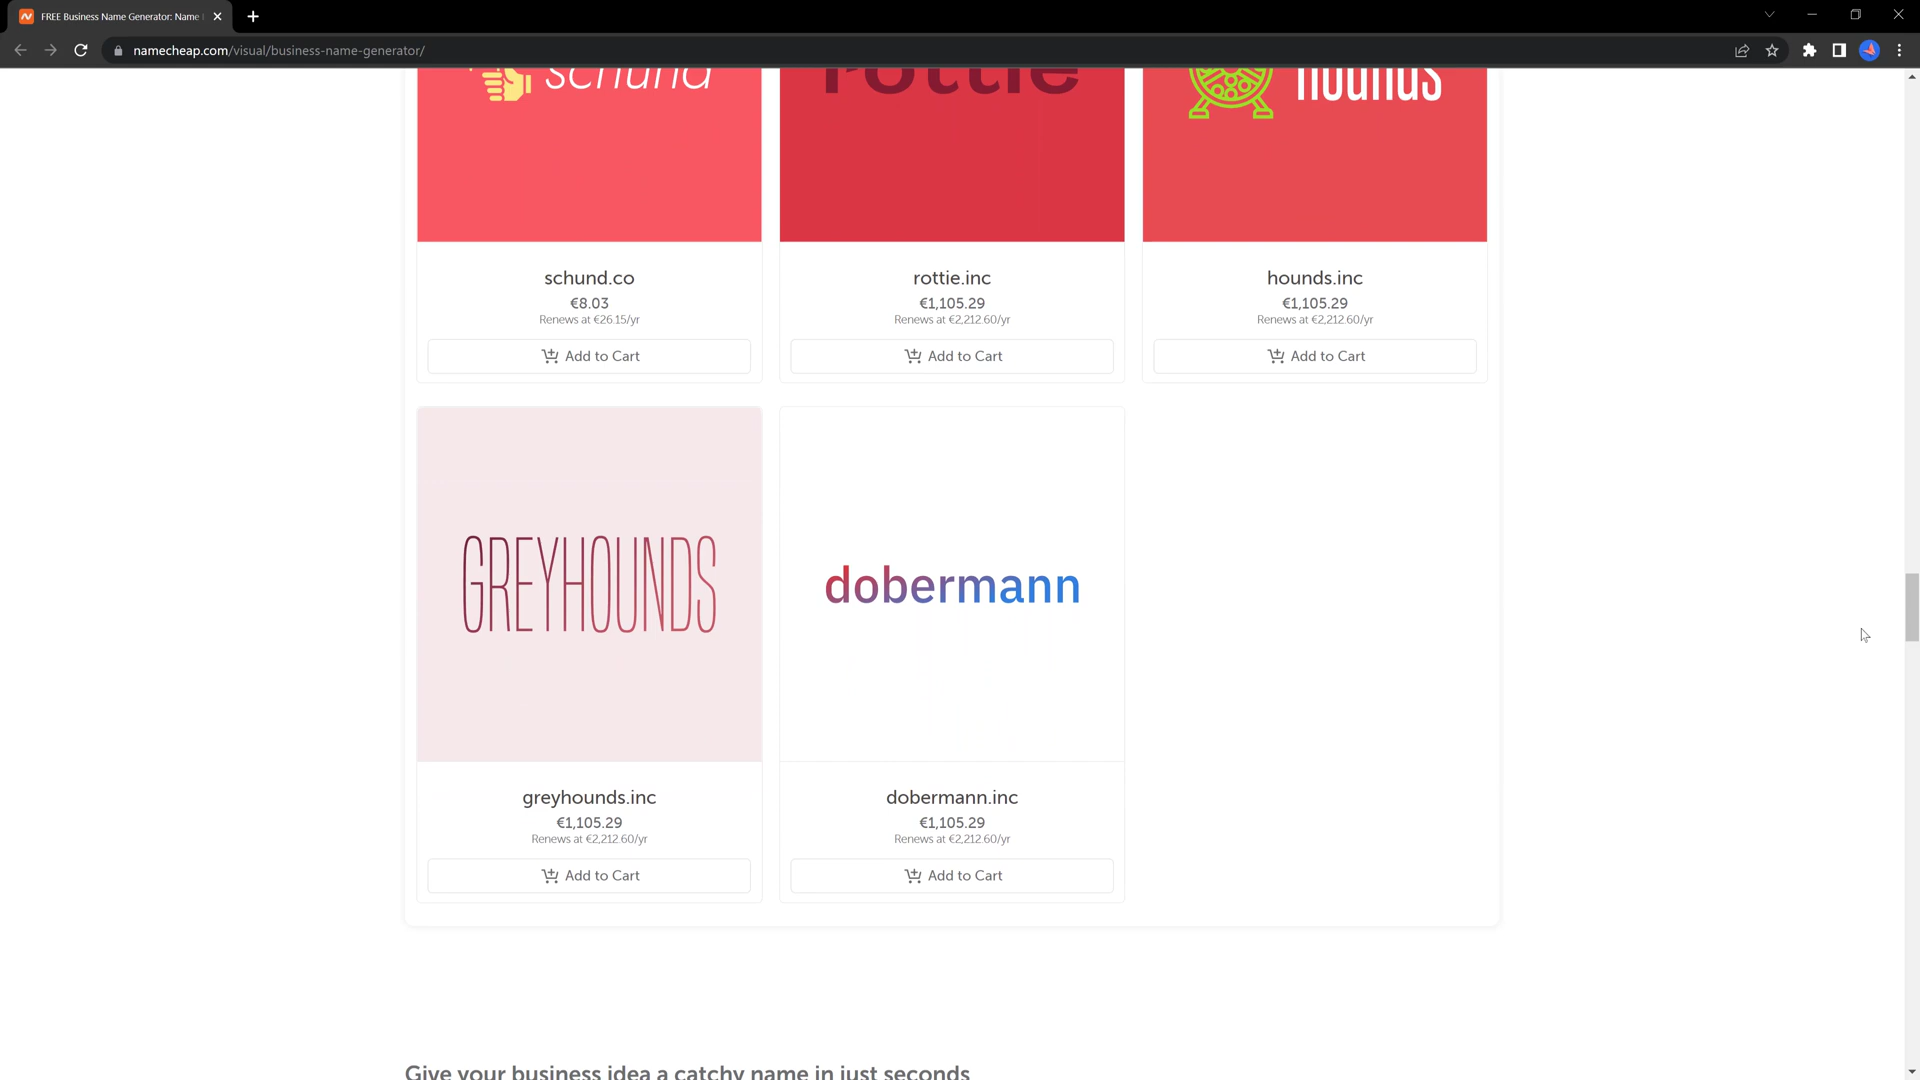 FREE Business Name Generator: Name
namecheap.com/visual/business-name-generator/
schund
rottie
hounds
schund.co
€8.03
Renews at €26.15/yr
Add to Cart
rottie.inc
€1,105.29
Renews at €2,212.60/yr
Add to Cart
hounds.inc
€1,105.29
Renews at €2,212.60/yr
Add to Cart
GREYHOUNDS
dobermann
greyhounds.inc
€1,105.29
Renews at €2,212.60/yr
Add to Cart
dobermann.inc
€1,105.29
Renews at €2,212.60/yr
Add to Cart
Give your business idea a catchy name in just seconds